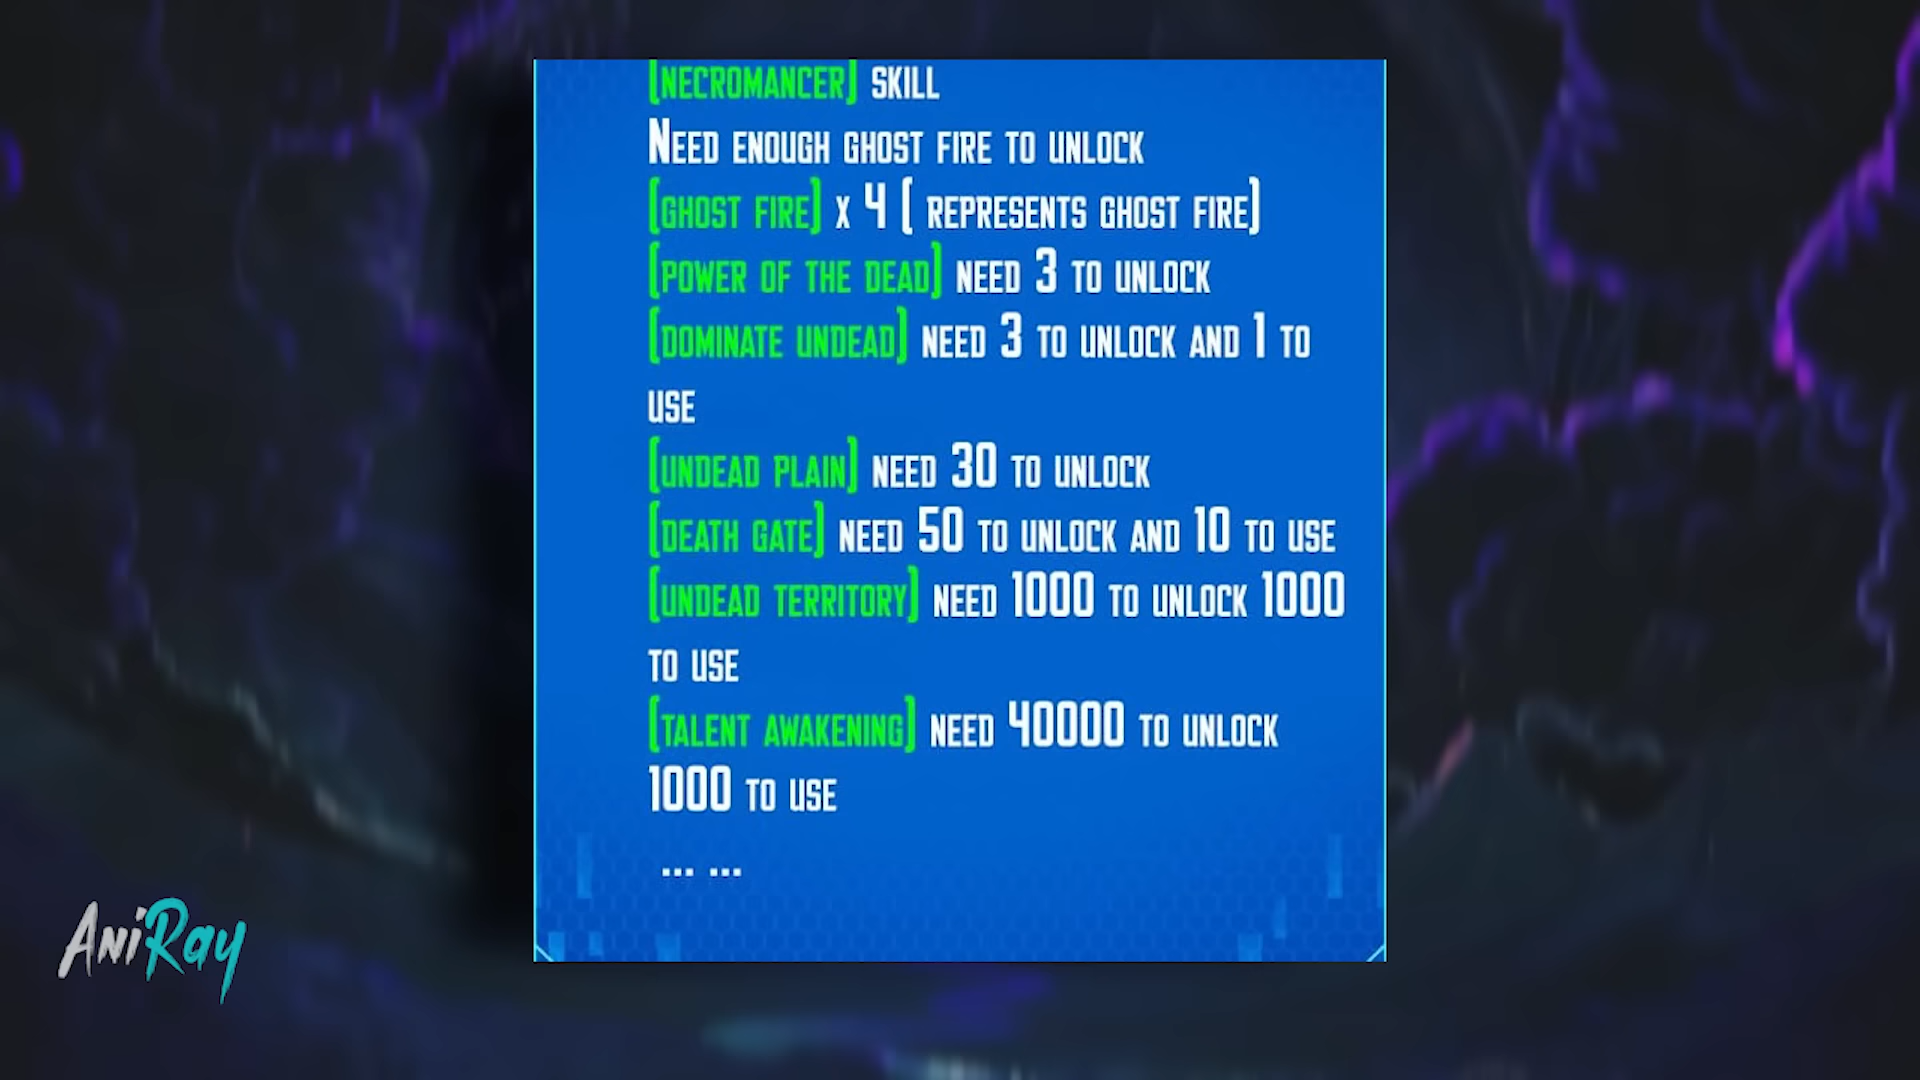 [NECROMANCER] SKILL
NEED ENOUGH GHOST FIRE TO UNLOCK
[GHOST FIRE] X 4 ( REPRESENTS GHOST FIRE)
[POWER OF THE DEAD] NEED 3 TO UNLOCK
[DOMINATE UNDEAD] NEED 3 TO UNLOCK AND 1 TO
USE
[UNDEAD PLAIN] NEED 30 TO UNLOCK
[DEATH GATE] NEED 50 TO UNLOCK AND 10 TO USE
[UNDEAD TERRITORY] NEED 1000 TO UNLOCK 1000
TO USE
[TALENT AWAKENING] NEED 40000 TO UNLOCK
1000 TO USE
... ...
AniRay